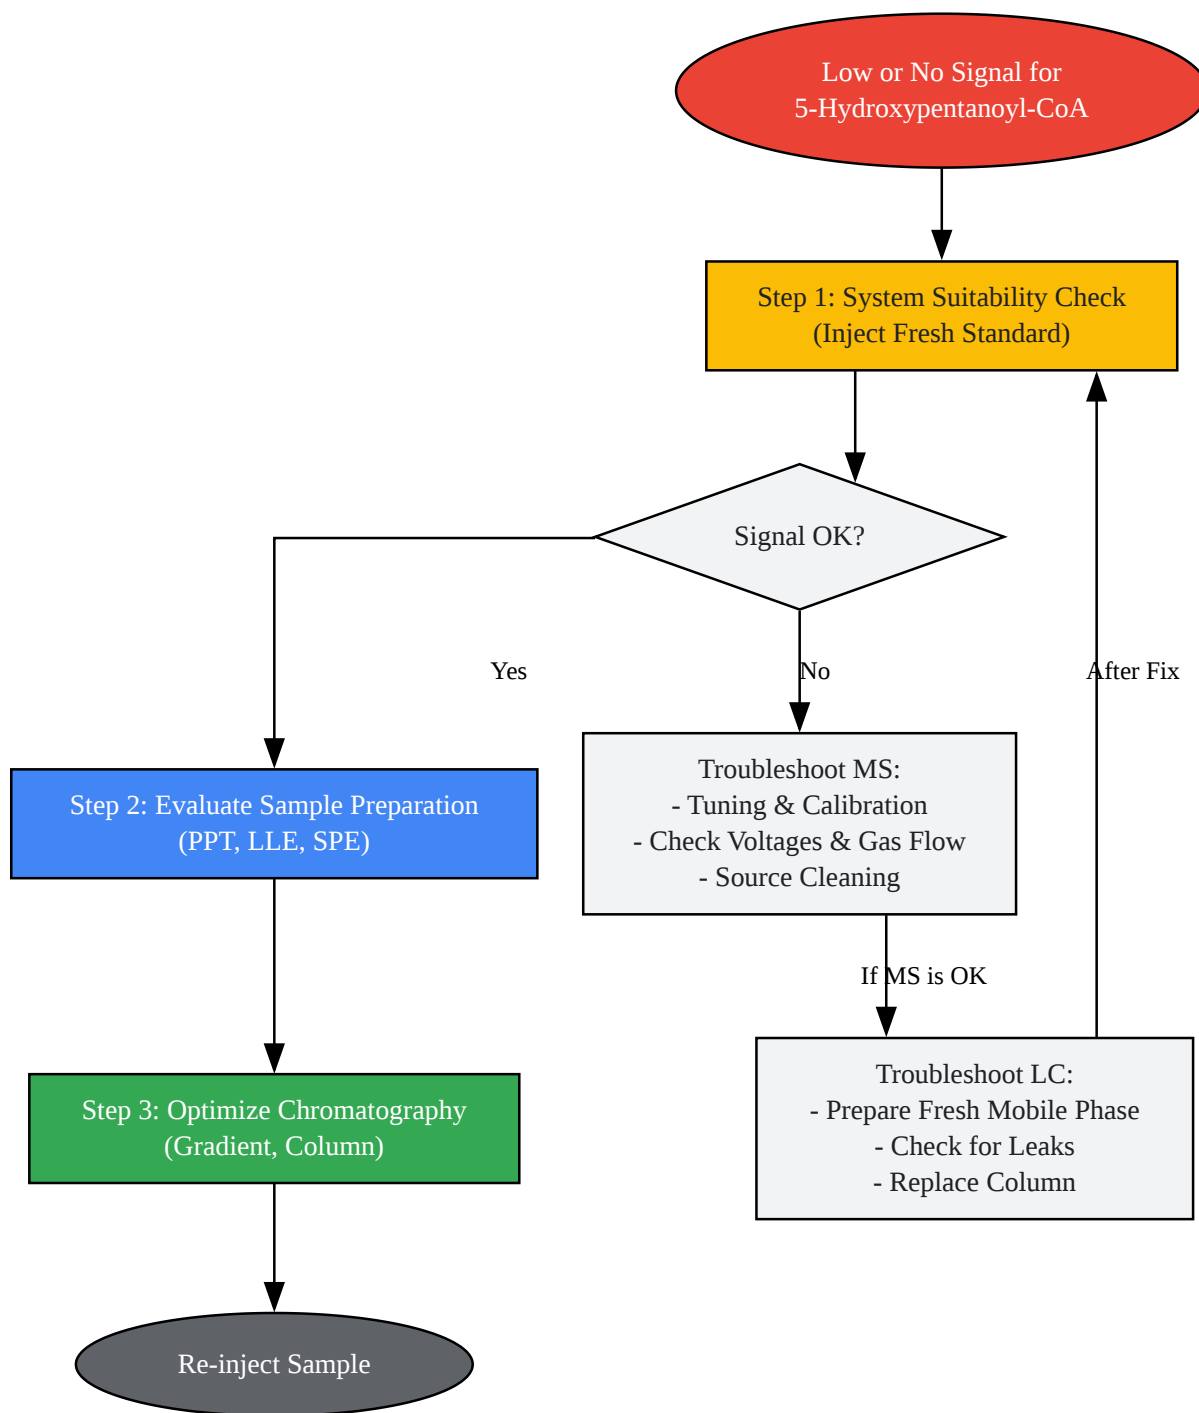 Low or No Signal for
5-Hydroxypentanoyl-CoA
Step 1: System Suitability Check
(Inject Fresh Standard)
Signal OK?
Yes
No
After Fix
Step 2: Evaluate Sample Preparation
(PPT, LLE, SPE)
Troubleshoot MS:
- Tuning & Calibration
- Check Voltages & Gas Flow
- Source Cleaning
If MS is OK
Step 3: Optimize Chromatography
(Gradient, Column)
Troubleshoot LC:
- Prepare Fresh Mobile Phase
- Check for Leaks
- Replace Column
Re-inject Sample